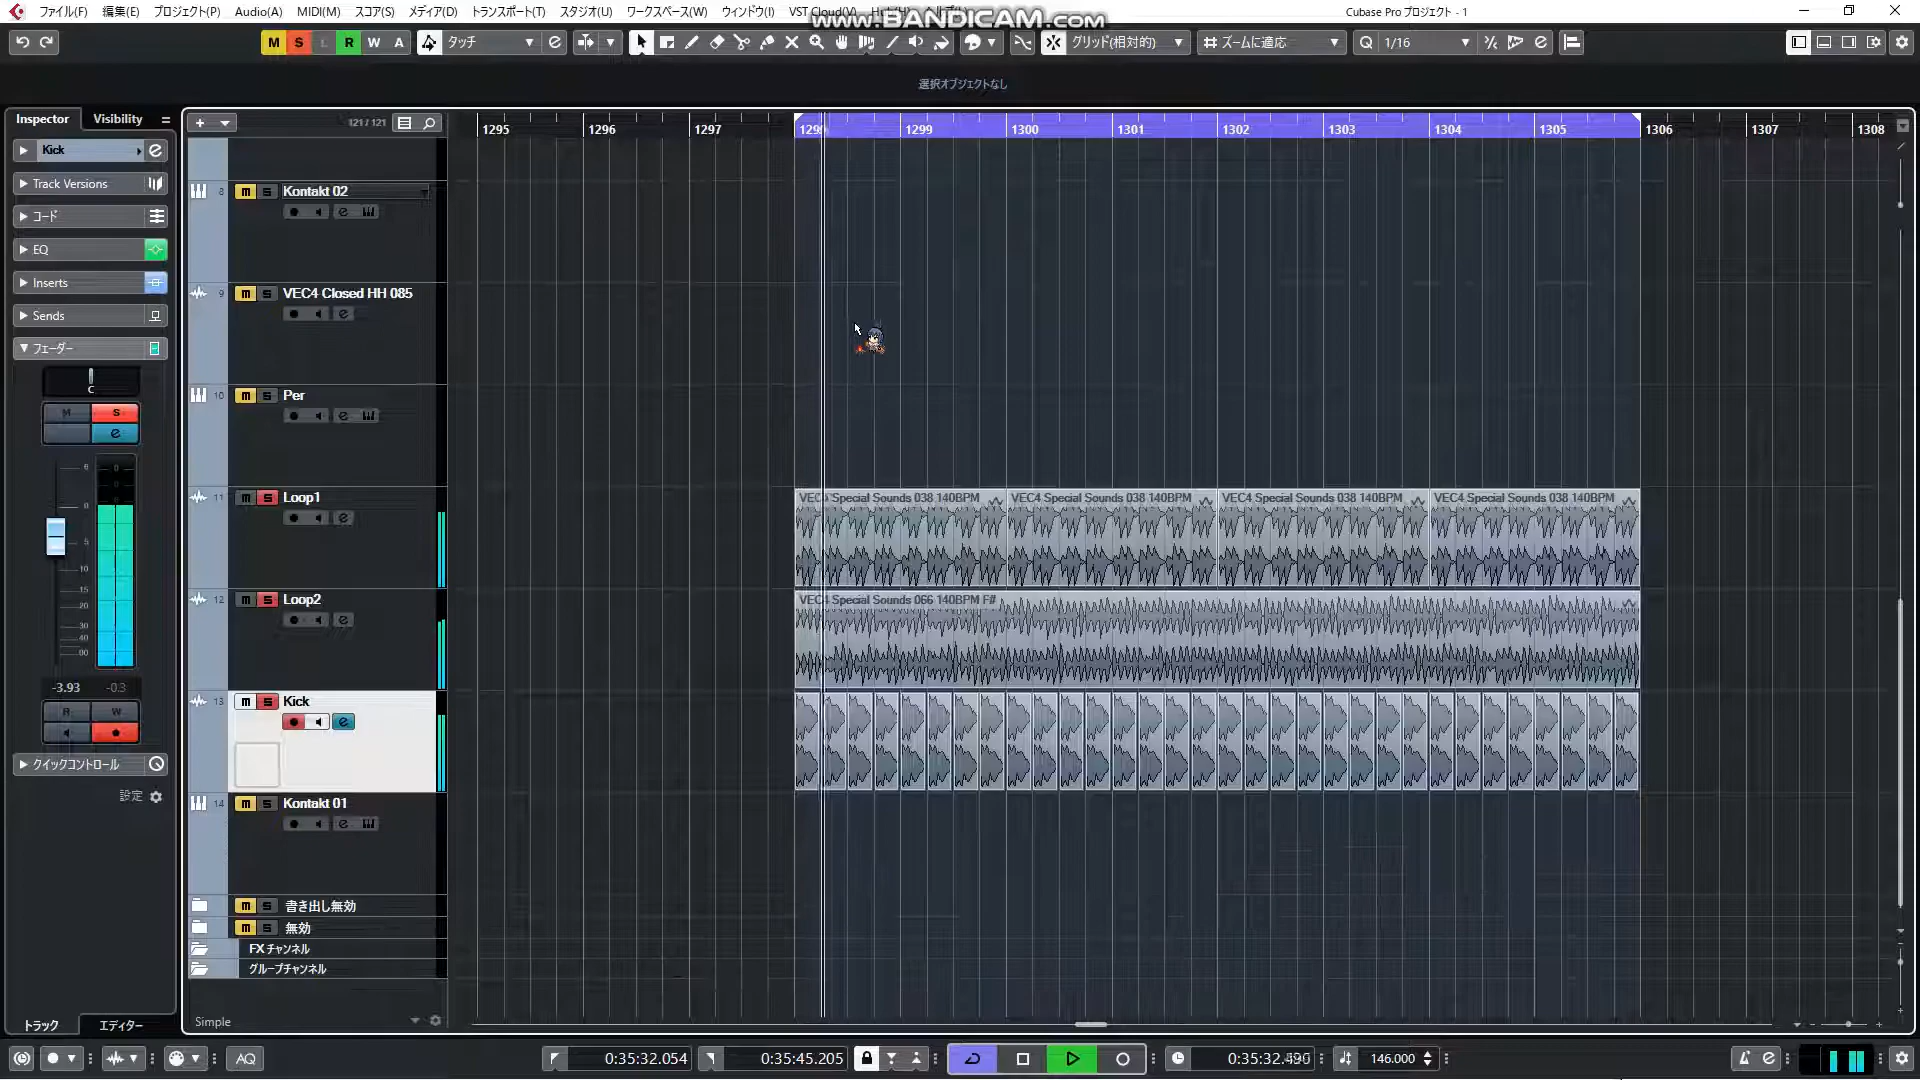 ファイル(F) 編集(E) プロジェクト(P) Audio(A) MIDI(M) スコア(S) メディア(D) トランスポート(T) スタジオ(U) ワークスペース(W) ウィンドウ(I) VST Cloud(V)
Cubase Pro プロジェクト - 1
www.BANDICAM.com
M S L R W A タッチ グリッド(相対的) ズームに適応 Q 1/16
選択オブジェクトなし
Inspector Visibility
121 / 121
1295 1296 1297 1299 1300 1301 1302 1303 1304 1305 1306 1307 1308
Kick
Track Versions
コード
EQ
Inserts
Sends
フェーダー
C
M S
-3.93 -0.3
R W
クイックコントロール
設定
8 m S Kontakt 02
9 m S VEC4 Closed HH 085
10 m S Per
11 m S Loop1
VEC4 Special Sounds 038 140BPM VEC4 Special Sounds 038 140BPM VEC4 Special Sounds 038 140BPM VEC4 Special Sounds 038 140BPM
12 m S Loop2
VEC4 Special Sounds 066 140BPM F#
13 m S Kick
14 m S Kontakt 01
m S 書き出し無効
m S 無効
FX チャンネル
グループチャンネル
Simple
トラック エディター
AQ
0:35:32.054 0:35:45.205 0:35:32.490 146.000